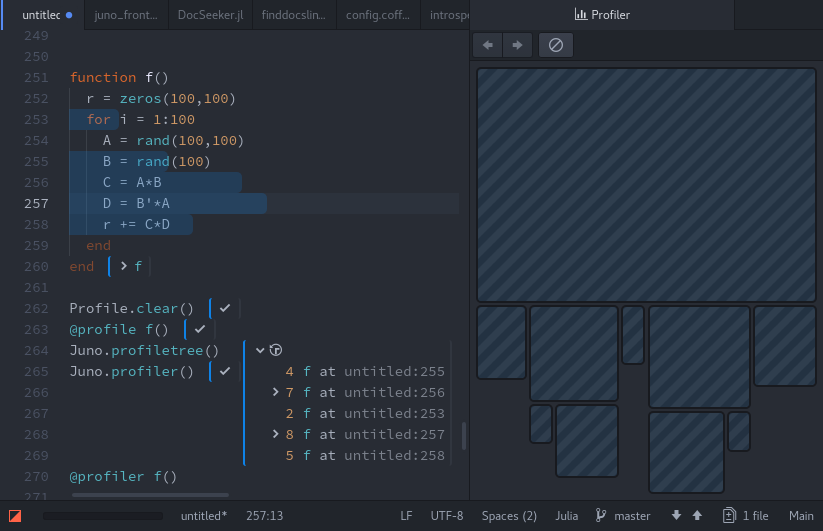 untitled juno_front... DocSeeker.jl finddocslin... config.coff... introspe
Profiler
249
250
251 function f()
252 r = zeros(100,100)
253 for i = 1:100
254 A = rand(100,100)
255 B = rand(100)
256 C = A*B
257 D = B'*A
258 r += C*D
259 end
260 end > f
261
262 Profile.clear() ✓
263 @profile f() ✓
264 Juno.profiletree()
265 Juno.profiler() ✓
4 f at untitled:255
266 > 7 f at untitled:256
267 2 f at untitled:253
268 > 8 f at untitled:257
269 5 f at untitled:258
270 @profiler f()
271
untitled* 257:13 LF UTF-8 Spaces (2) Julia master 1 file Main